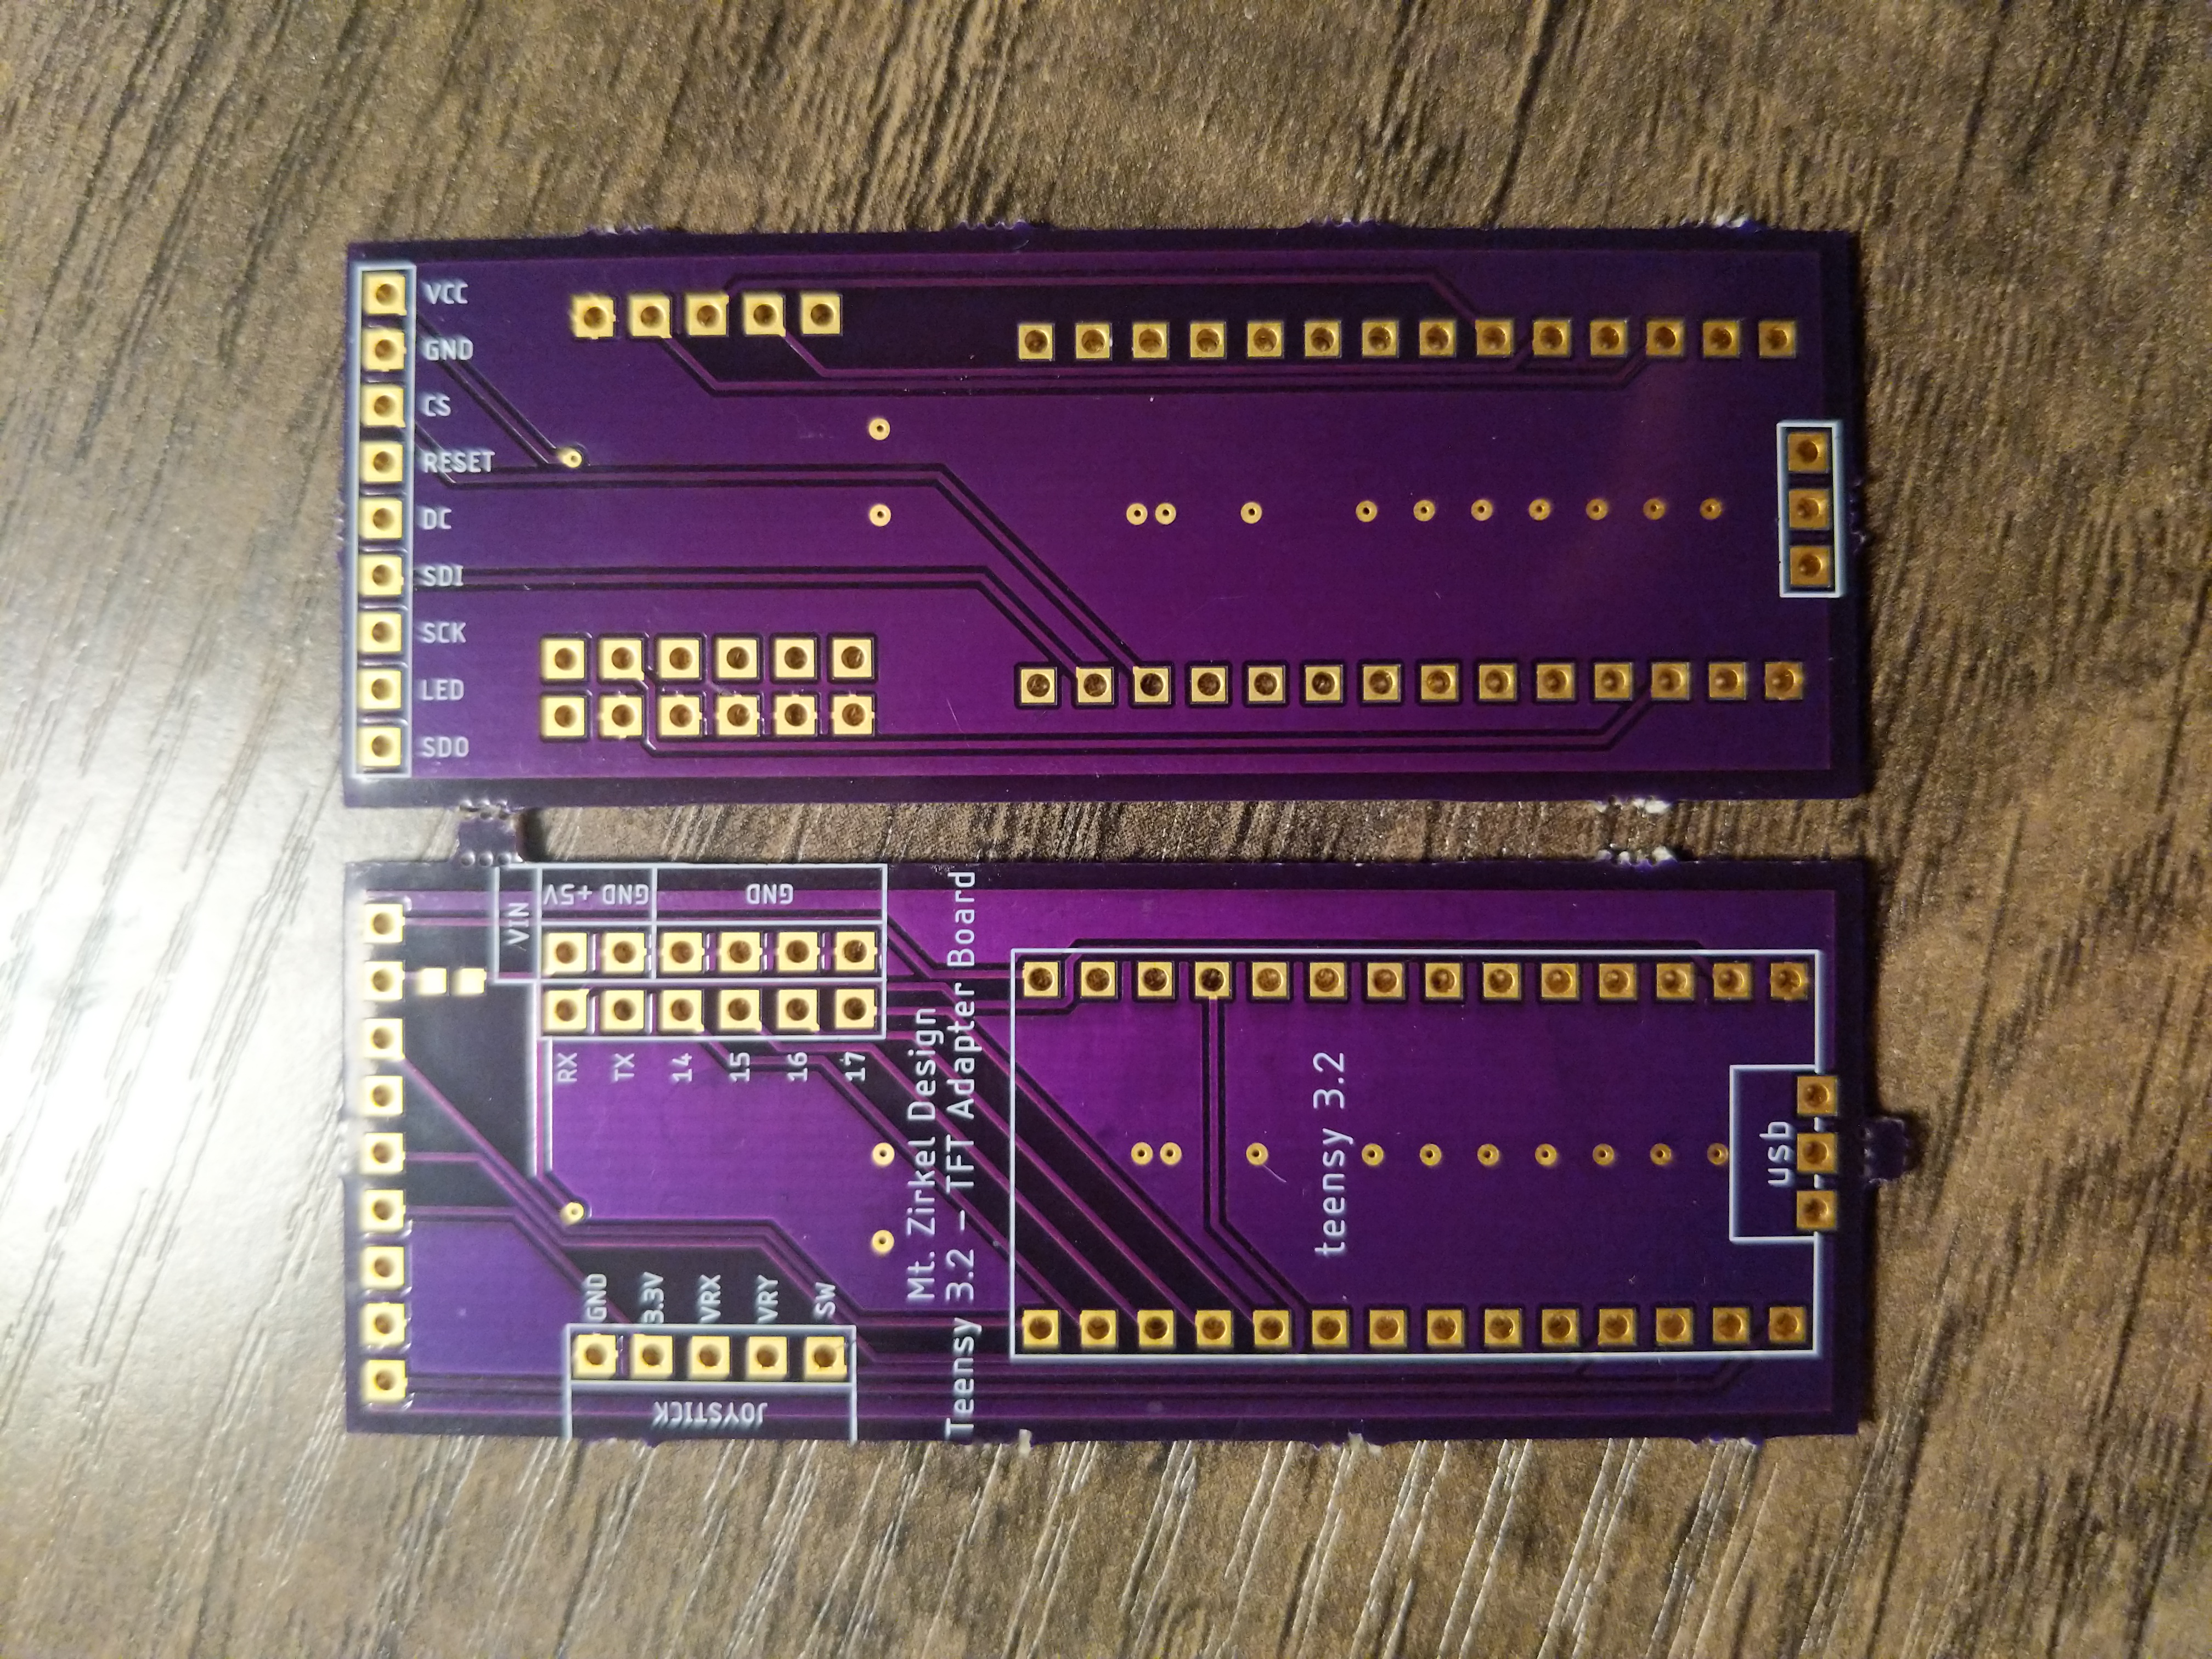 VIN
RX
+5V
TX
GND
14
15
16
17
GND
JOYSTICK
GND
3.3V
VRX
VRY
SW
Mt. Zirkel Design
Teensy 3.2 - TFT Adapter Board
teensy 3.2
usb
SDO
LED
SCK
SDI
DC
RESET
CS
GND
VCC